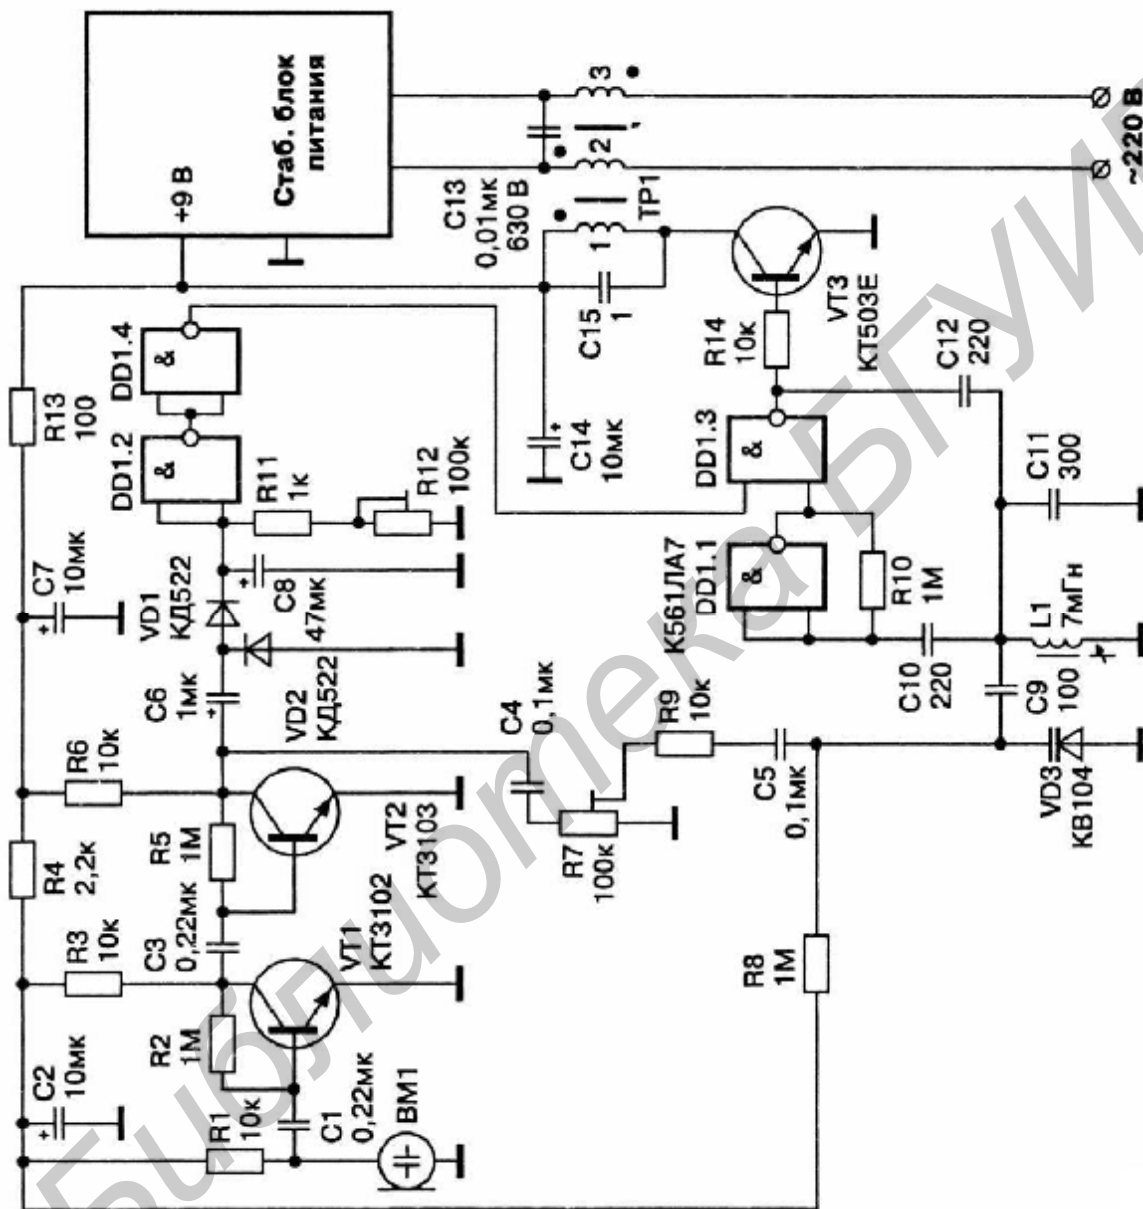 C2
10мк
R1
10к
C1
0,22мк
BM1
R2
1М
R3
10к
VT1
КТ3102
C3
0,22мк
R4
2,2к
R5
1М
R6
10к
VT2
КТ3103
C6
1мк
VD2
КД522
VD1
КД522
C7
10мк
C8
47мк
R11
1к
R12
100к
R13
100
DD1.2
&
DD1.4
&
+9 В
Стаб. блок
питания
C4
0,1мк
R7
100к
R9
10к
C5
0,1мк
R8
1М
VD3
КВ104
C9
100
C10
220
L1
7мГн
R10
1М
К561ЛА7
DD1.1
&
DD1.3
&
C11
300
C12
220
R14
10к
VT3
КТ503Е
C14
10мк
C15
1
C13
0,01мк
630 В
1
2
3
ТР1
~220 В
Библиотека БГУИР